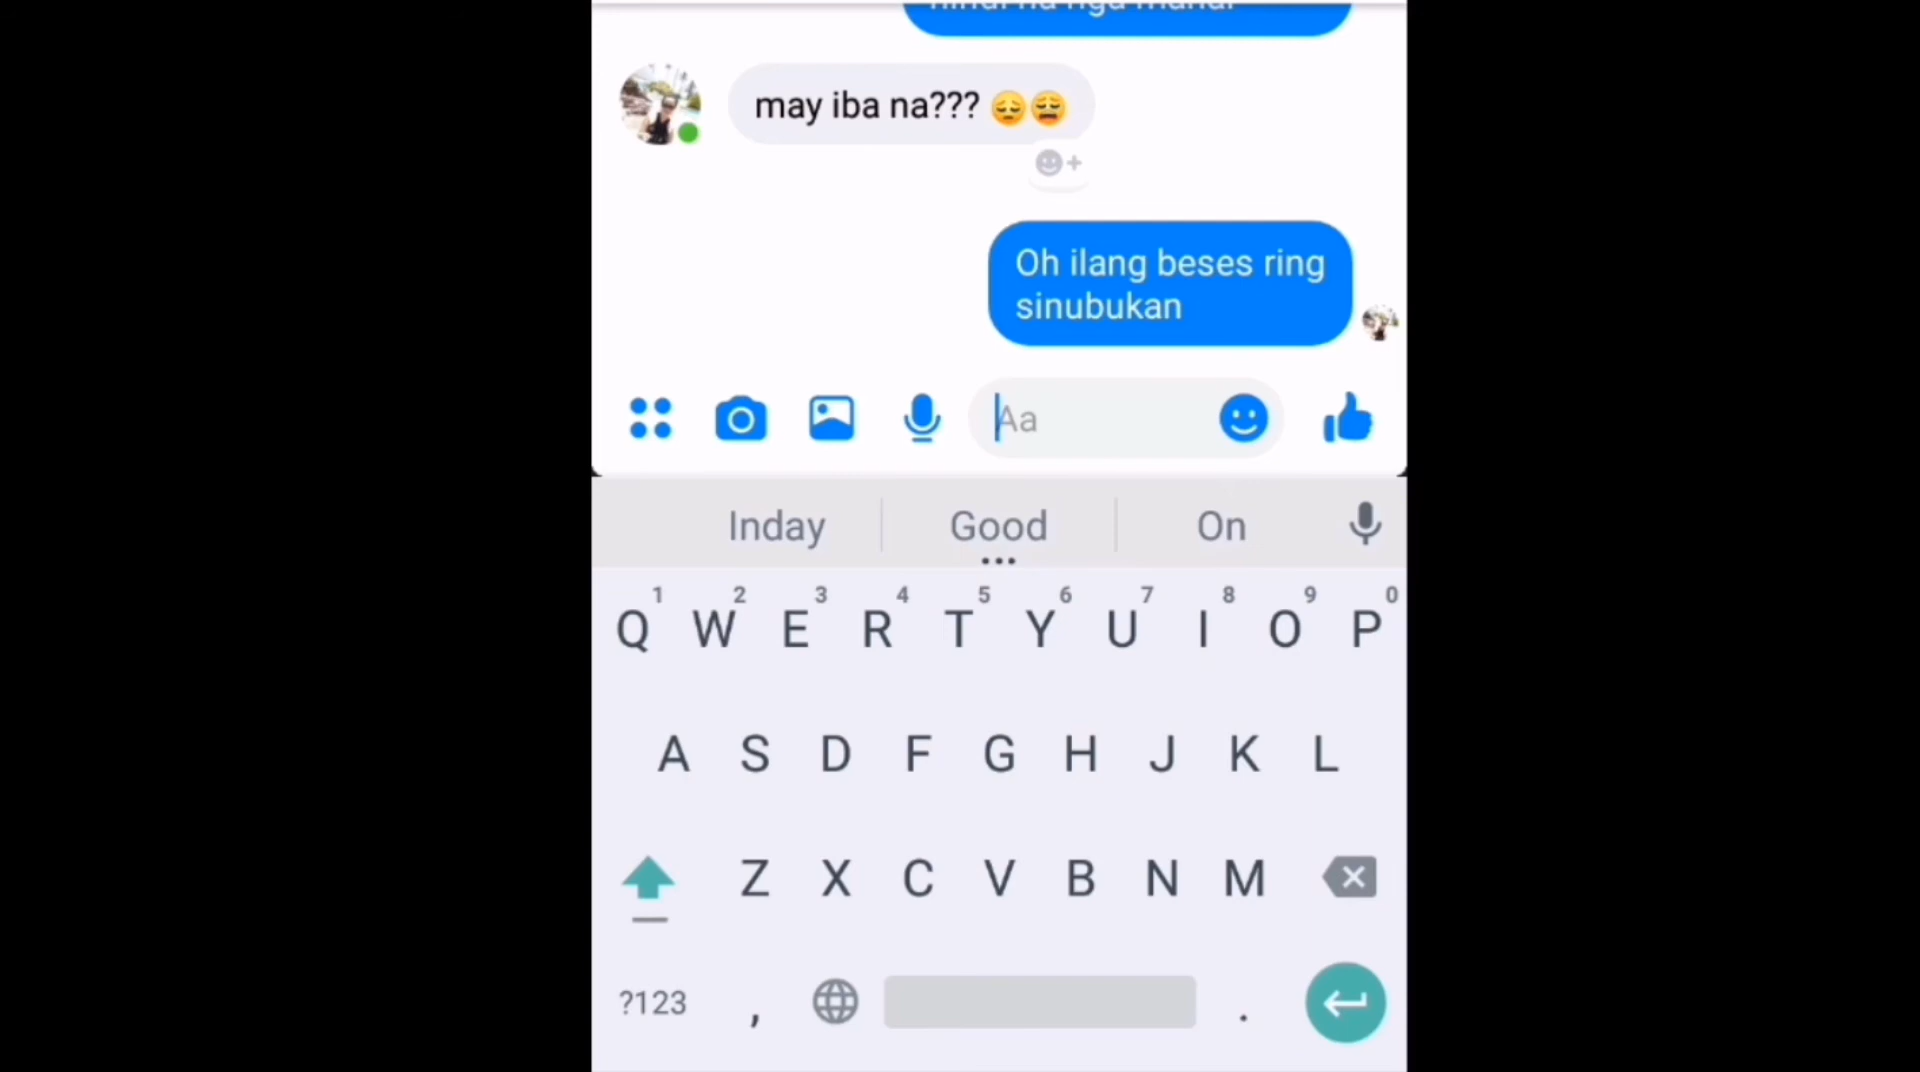 may iba na??? 😔😩
Oh ilang beses ring
sinubukan
Aa
Inday Good On
1 2 3 4 5 6 7 8 9 0
Q W E R T Y U I O P
A S D F G H J K L
Z X C V B N M
?123 , .